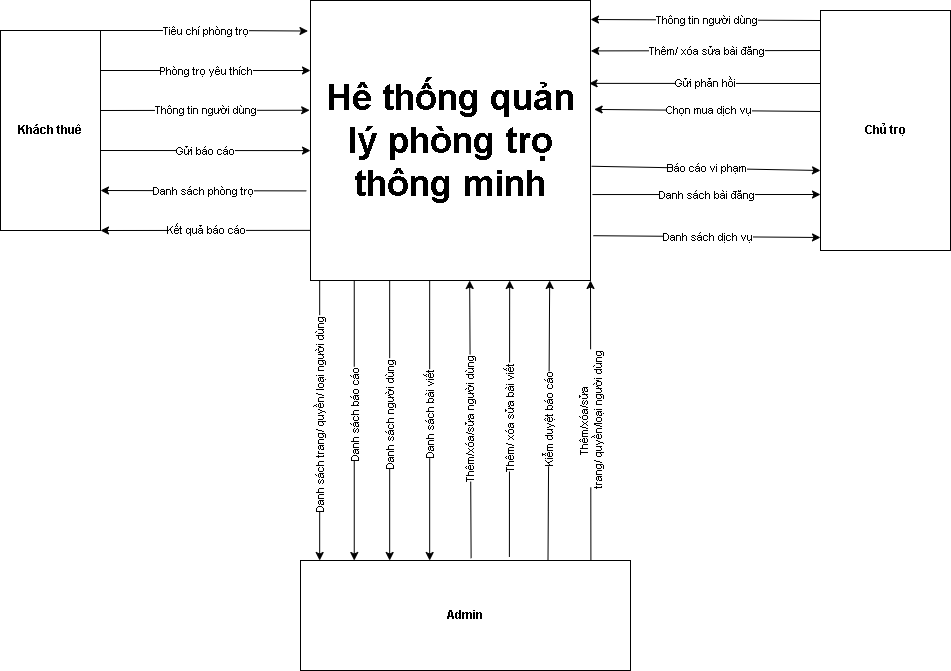 Tiêu chí phòng trọ
Phòng trọ yêu thích
Thông tin người dùng
Gửi báo cáo
Danh sách phòng trọ
Kết quả báo cáo
Khách thuê
Hê thống quản
lý phòng trọ
thông minh
Thông tin người dùng
Thêm/ xóa sửa bài đăng
Gửi phản hồi
Chọn mua dịch vụ
Báo cáo vi phạm
Danh sách bài đăng
Danh sách dịch vụ
Chủ trọ
Danh sách trang/ quyền/ loại người dùng
Danh sách báo cáo
Danh sách người dùng
Danh sách bài viết
Thêm/xóa/sửa người dùng
Thêm/ xóa sửa bài viết
Kiểm duyệt báo cáo
Thêm/xóa/sửa
trang/ quyền/loại người dùng
Admin